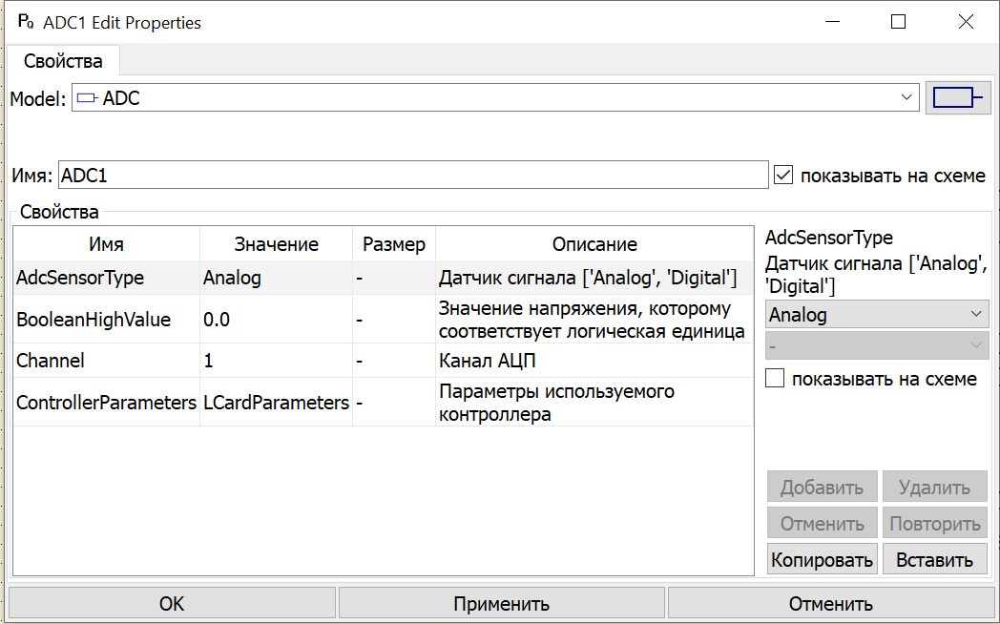 PQ ADC1 Edit Properties
Свойства
Model: ADC
Имя: ADC1 показывать на схеме
Свойства
Имя Значение Размер Описание
AdcSensorType Analog - Датчик сигнала ['Analog', 'Digital']
BooleanHighValue 0.0 - Значение напряжения, которому
соответствует логическая единица
Channel 1 - Канал АЦП
ControllerParameters LCardParameters - Параметры используемого
контроллера
AdcSensorType
Датчик сигнала ['Analog',
'Digital']
Analog
-
показывать на схеме
Добавить Удалить
Отменить Повторить
Копировать Вставить
OK Применить Отменить